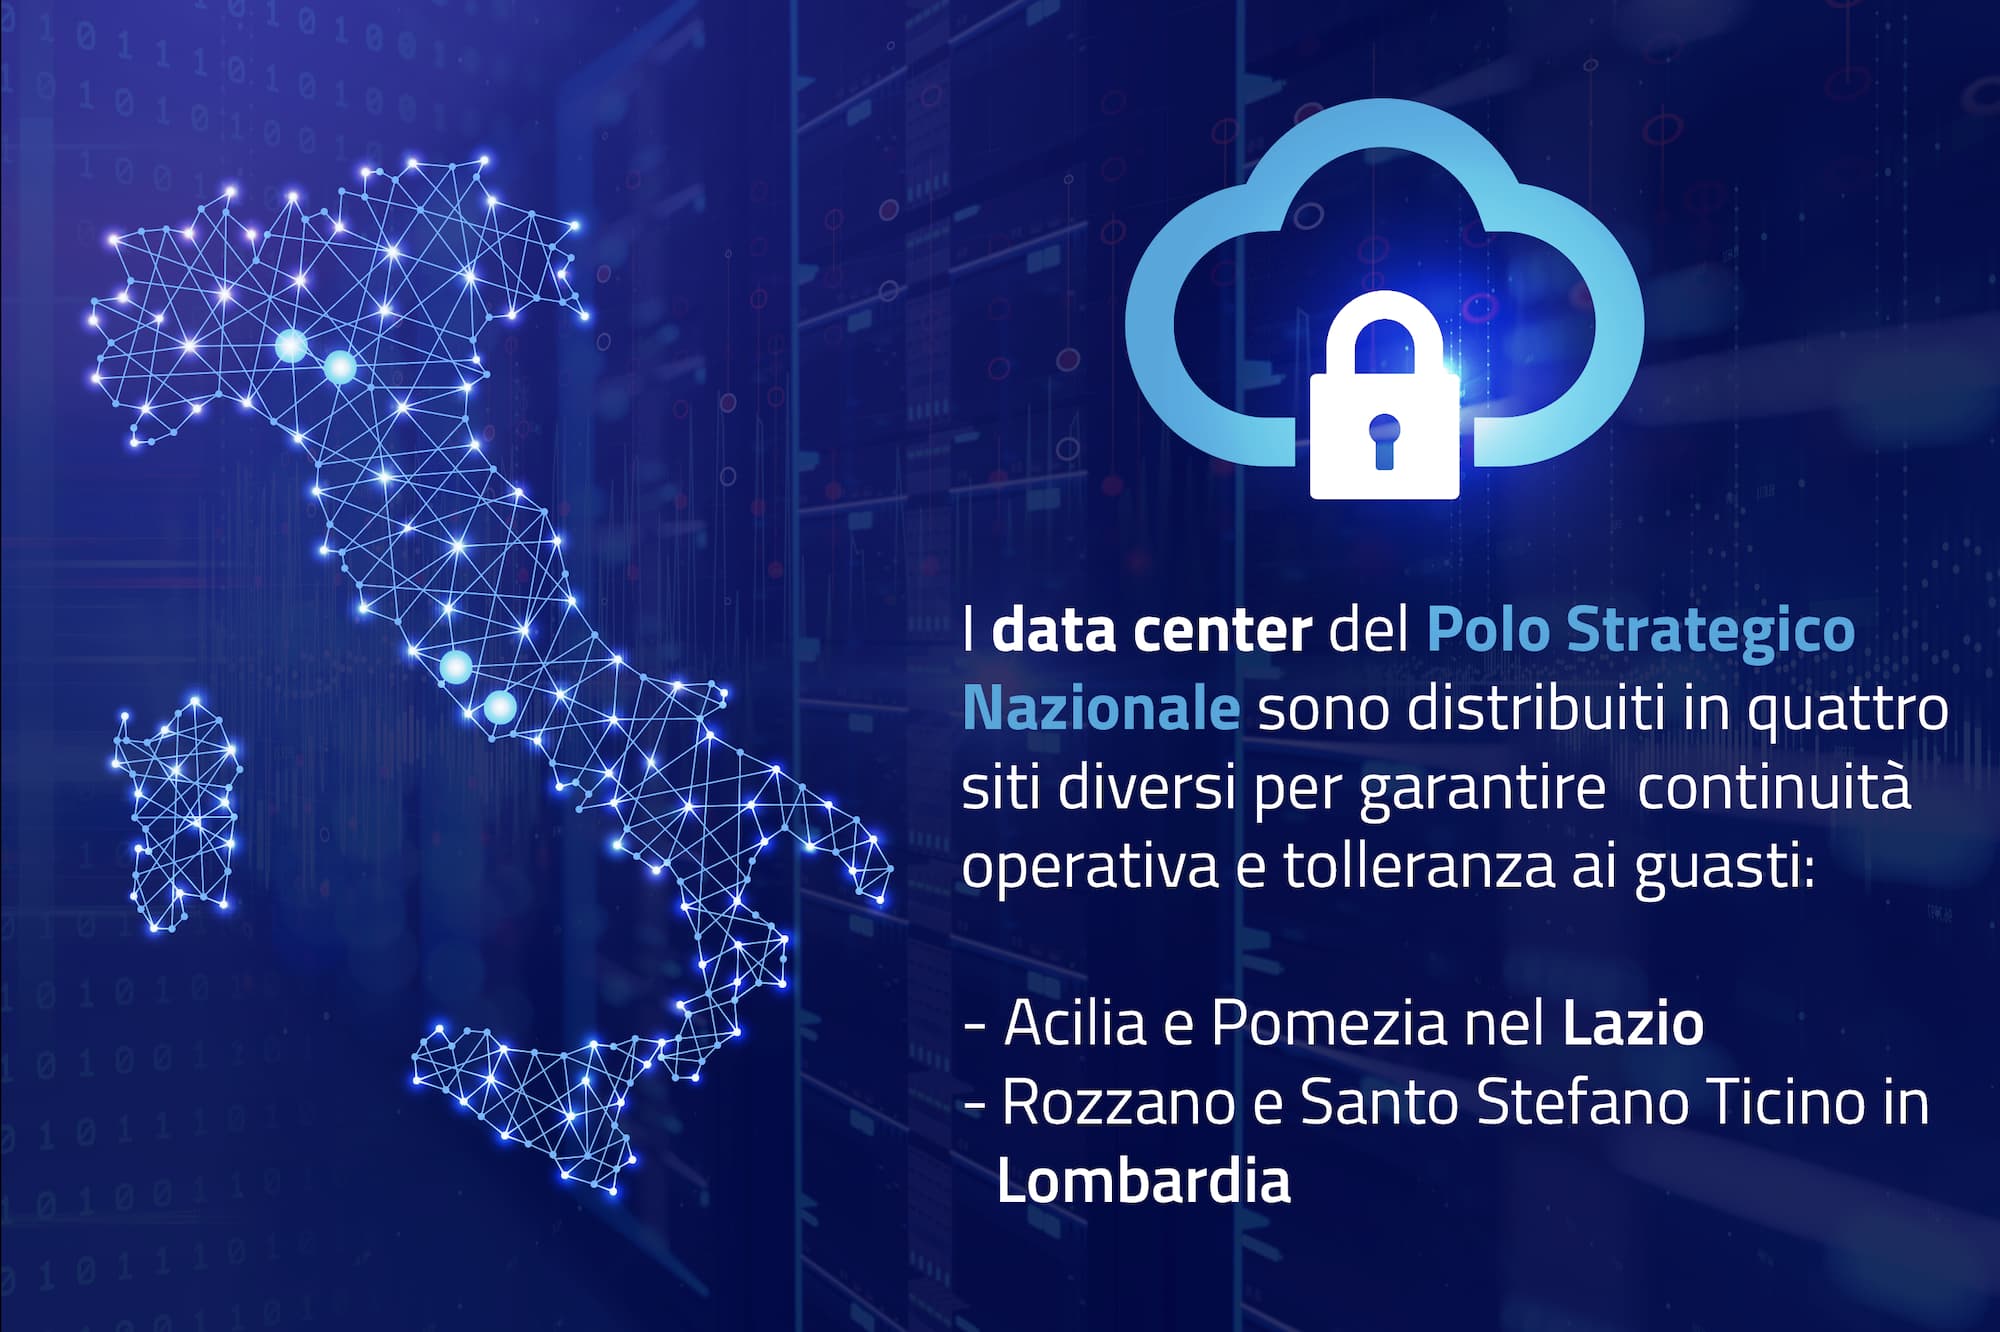 I data center del Polo Strategico
Nazionale sono distribuiti in quattro
siti diversi per garantire continuità
operativa e tolleranza ai guasti:
- Acilia e Pomezia nel Lazio
- Rozzano e Santo Stefano Ticino in
Lombardia